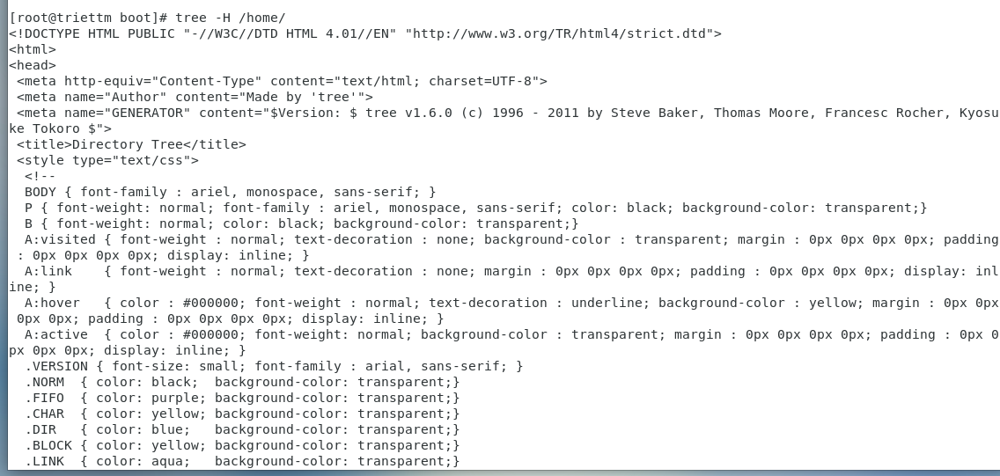 [root@triettm boot]# tree -H /home/
<!DOCTYPE HTML PUBLIC "-//W3C//DTD HTML 4.01//EN" "http://www.w3.org/TR/html4/strict.dtd">
<html>
<head>
 <meta http-equiv="Content-Type" content="text/html; charset=UTF-8">
 <meta name="Author" content="Made by 'tree'">
 <meta name="GENERATOR" content="$Version: $ tree v1.6.0 (c) 1996 - 2011 by Steve Baker, Thomas Moore, Francesc Rocher, Kyosu
ke Tokoro $">
 <title>Directory Tree</title>
 <style type="text/css">
  <!--
  BODY { font-family : ariel, monospace, sans-serif; }
  P { font-weight: normal; font-family : ariel, monospace, sans-serif; color: black; background-color: transparent;}
  B { font-weight: normal; color: black; background-color: transparent;}
  A:visited { font-weight : normal; text-decoration : none; background-color : transparent; margin : 0px 0px 0px 0px; padding
 : 0px 0px 0px 0px; display: inline; }
  A:link    { font-weight : normal; text-decoration : none; margin : 0px 0px 0px 0px; padding : 0px 0px 0px 0px; display: inl
ine; }
  A:hover   { color : #000000; font-weight : normal; text-decoration : underline; background-color : yellow; margin : 0px 0px
 0px 0px; padding : 0px 0px 0px 0px; display: inline; }
  A:active  { color : #000000; font-weight: normal; background-color : transparent; margin : 0px 0px 0px 0px; padding : 0px 0
px 0px 0px; display: inline; }
  .VERSION { font-size: small; font-family : arial, sans-serif; }
  .NORM  { color: black;  background-color: transparent;}
  .FIFO  { color: purple; background-color: transparent;}
  .CHAR  { color: yellow; background-color: transparent;}
  .DIR   { color: blue;   background-color: transparent;}
  .BLOCK { color: yellow; background-color: transparent;}
  .LINK  { color: aqua;   background-color: transparent;}